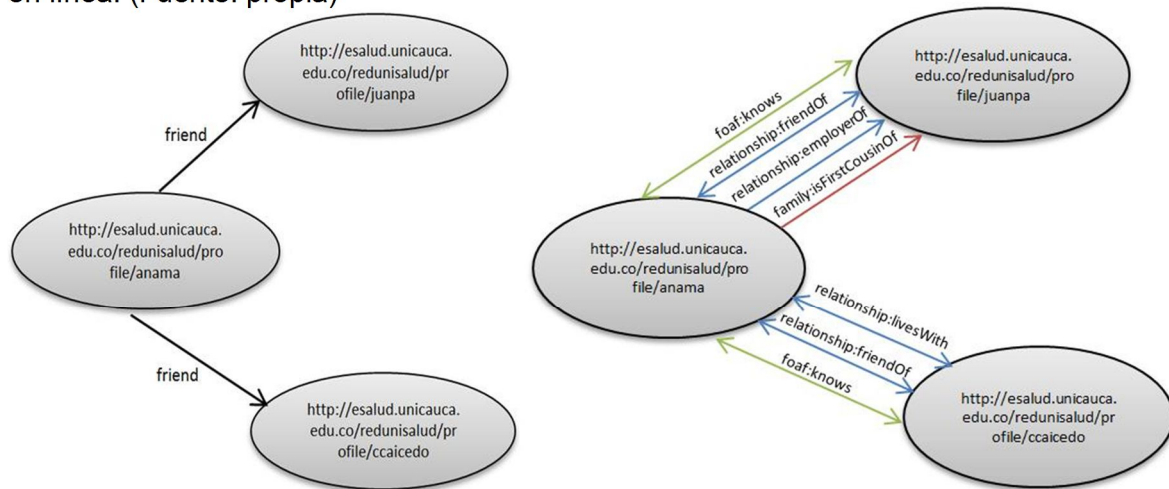 en línea. (Fuente: propia)
http://esalud.unicauca.
edu.co/redunisalud/pr
ofile/juanpa
friend
http://esalud.unicauca.
edu.co/redunisalud/pro
file/anama
friend
http://esalud.unicauca.
edu.co/redunisalud/pr
ofile/ccaicedo
http://esalud.unicauca.
edu.co/redunisalud/pro
file/juanpa
foaf:knows
relationship:friendOf
relationship:employerOf
family:isFirstCousinOf
http://esalud.unicauca.
edu.co/redunisalud/pro
file/anama
relationship:livesWith
relationship:friendOf
foaf:knows
http://esalud.unicauca.
edu.co/redunisalud/pr
ofile/ccaicedo